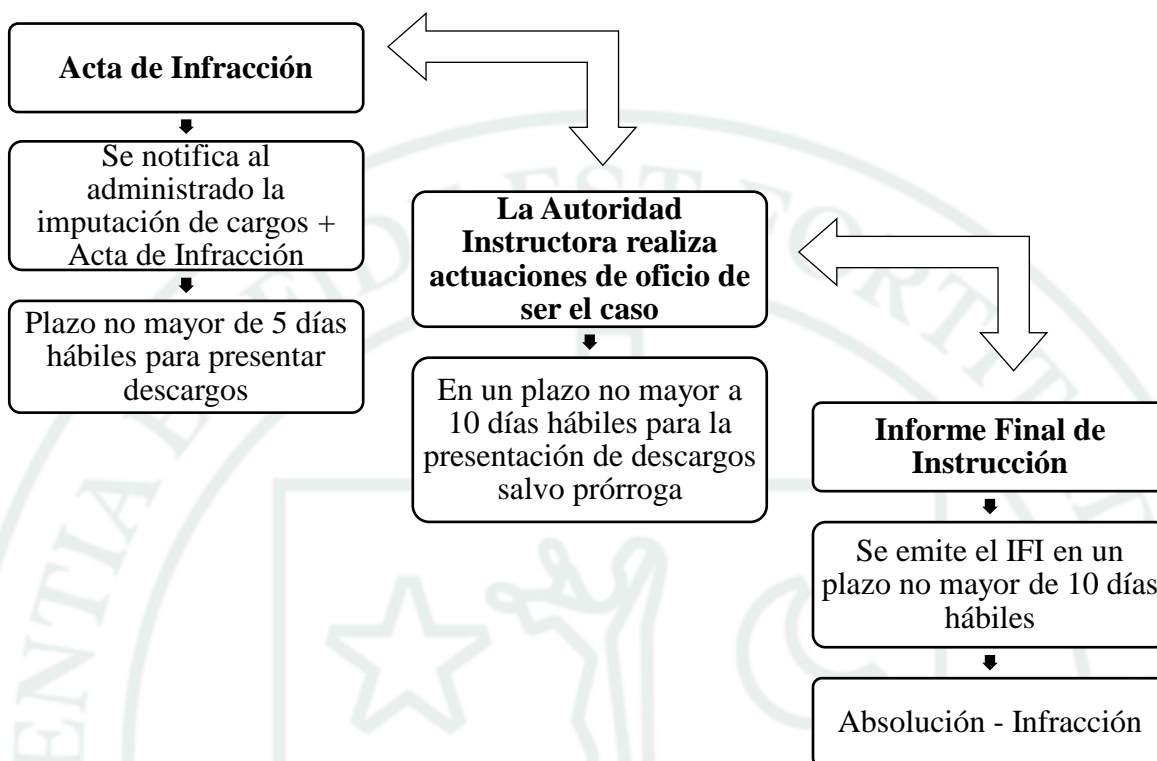 Acta de Infracción
Se notifica al
administrado la
imputación de cargos +
Acta de Infracción
Plazo no mayor de 5 días
hábiles para presentar
descargos
La Autoridad
Instructora realiza
actuaciones de oficio de
ser el caso
En un plazo no mayor a
10 días hábiles para la
presentación de descargos
salvo prórroga
Informe Final de
Instrucción
Se emite el IFI en un
plazo no mayor de 10 días
hábiles
Absolución - Infracción